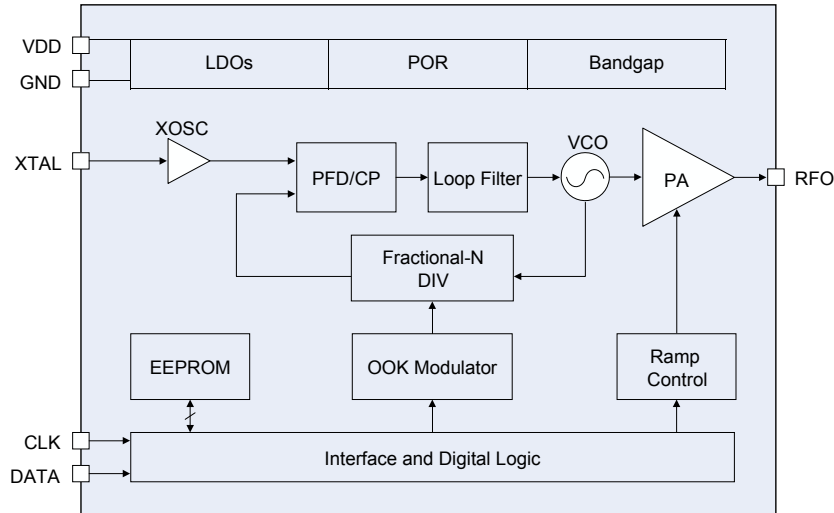 VDD
LDOs
POR
Bandgap
GND
XOSC
VCO
XTAL
PFD/CP
Loop Filter
PA
RFO
Fractional-N
DIV
EEPROM
OOK Modulator
Ramp
Control
CLK
Interface and Digital Logic
DATA